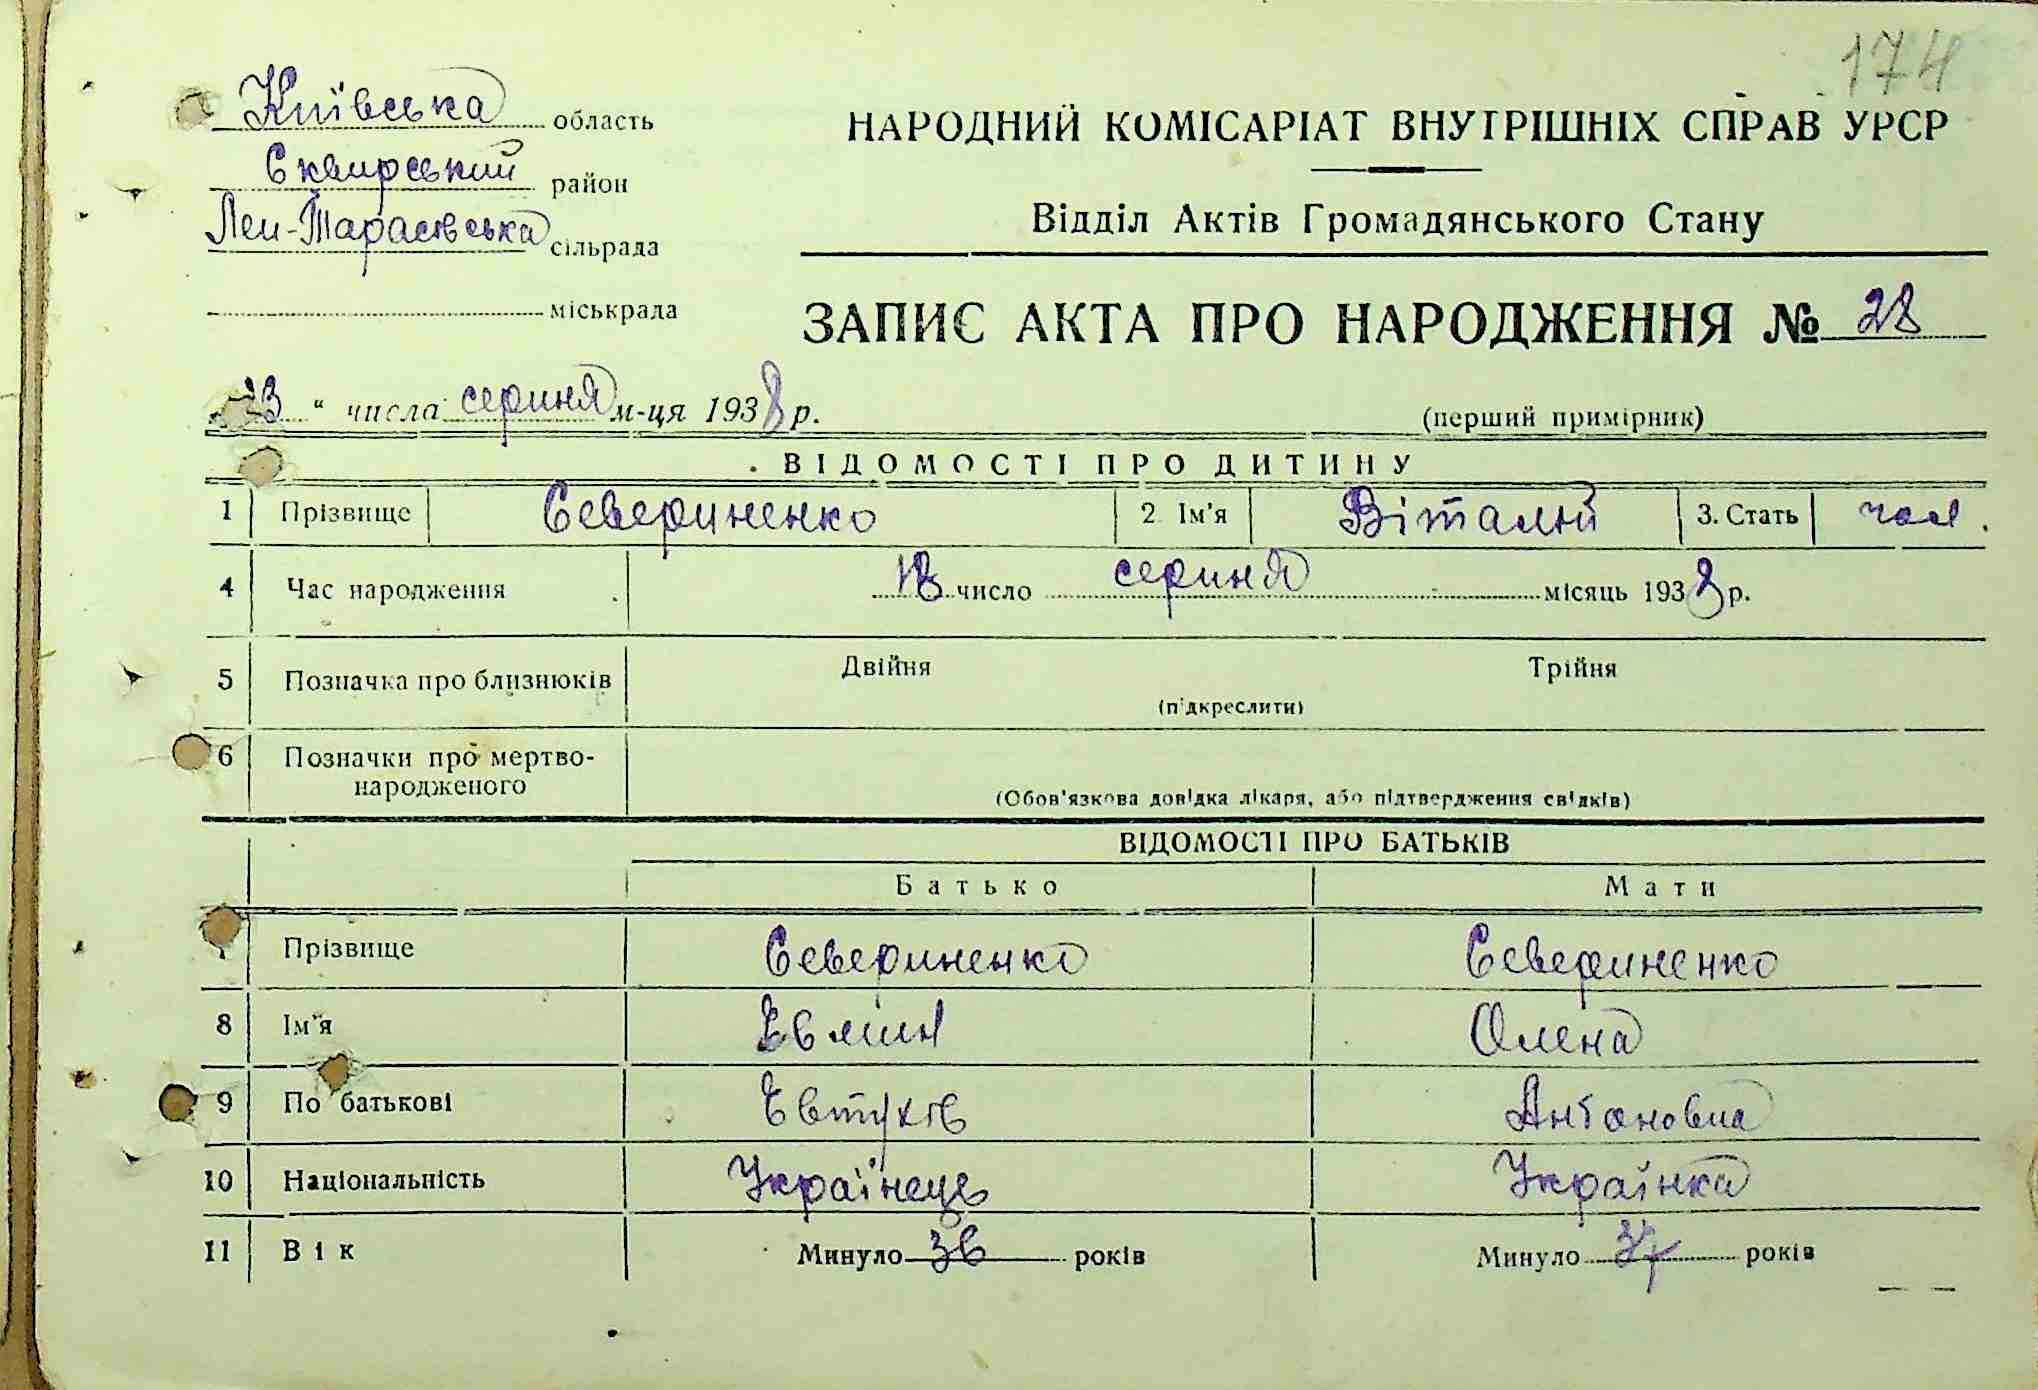 174
Київська область
Сквирський район
Лен-Тарасівська сільрада
міськрада
НАРОДНИЙ КОМІСАРІАТ ВНУТРІШНІХ СПРАВ УРСР
Відділ Актів Громадянського Стану
ЗАПИС АКТА ПРО НАРОДЖЕННЯ № 28
23 " числа серпня м-ця 1938 р.
(перший примірник)
ВІДОМОСТІ ПРО ДИТИНУ
1 Прізвище Севериненко 2. Ім'я Віталій 3. Стать чол.
4 Час народження число серпня місяць 1938 р.
5 Позначка про близнюків Двійня Трійня
(підкреслити)
6 Позначки про мертво-
народженого
(Обов'язкова довідка лікаря, або підтвердження свідків)
ВІДОМОСТІ ПРО БАТЬКІВ
Батько Мати
Прізвище Севериненко Севериненко
8 Ім'я Олена
9 По батькові Евтухів Антоновна
10 Національність Українець Українка
11 Вік Минуло 36 років Минуло 37 років